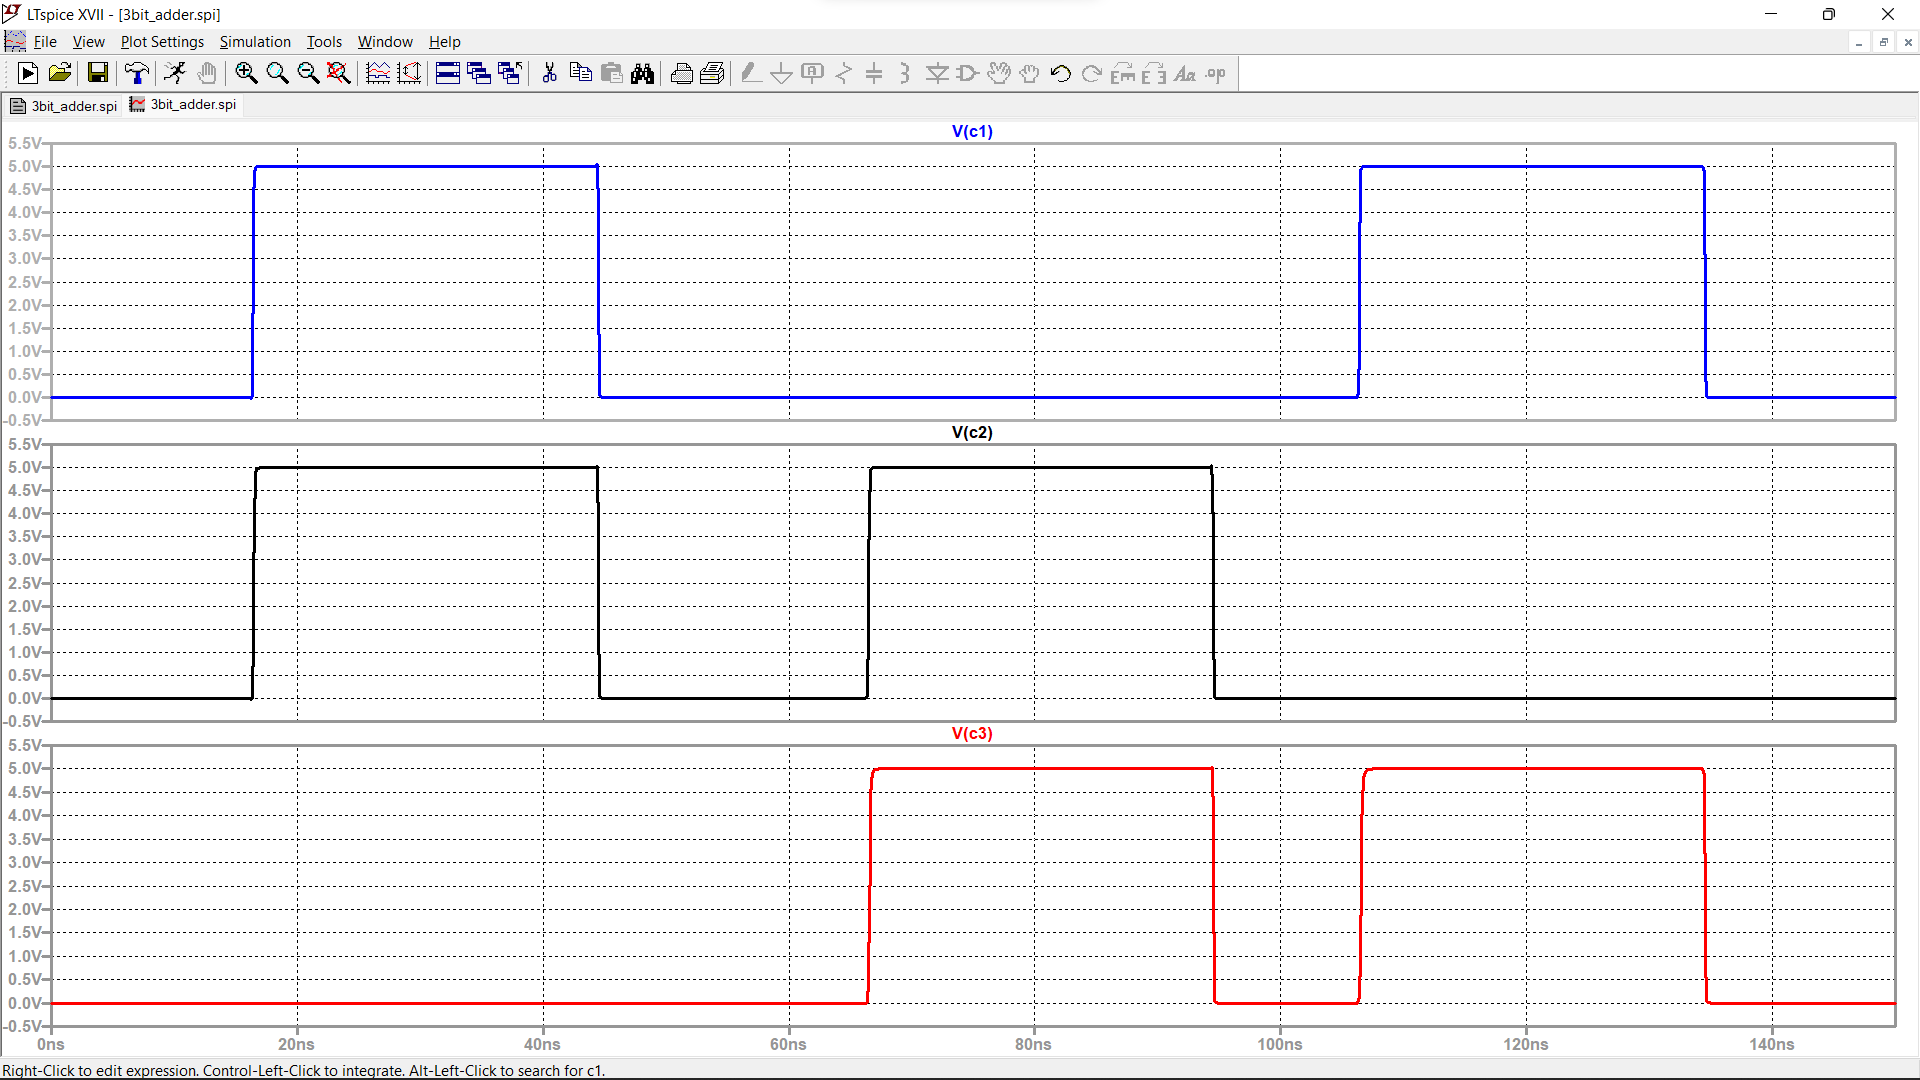 LTspice XVII - [3bit_adder.spi]
File View Plot Settings Simulation Tools Window Help
Aa .op
3bit_adder.spi 3bit_adder.spi
V(c1)
5.5V
5.0V
4.5V
4.0V
3.5V
3.0V
2.5V
2.0V
1.5V
1.0V
0.5V
0.0V
-0.5V
V(c2)
5.5V
5.0V
4.5V
4.0V
3.5V
3.0V
2.5V
2.0V
1.5V
1.0V
0.5V
0.0V
-0.5V
V(c3)
5.5V
5.0V
4.5V
4.0V
3.5V
3.0V
2.5V
2.0V
1.5V
1.0V
0.5V
0.0V
-0.5V
0ns 20ns 40ns 60ns 80ns 100ns 120ns 140ns
Right-Click to edit expression. Control-Left-Click to integrate. Alt-Left-Click to search for c1.